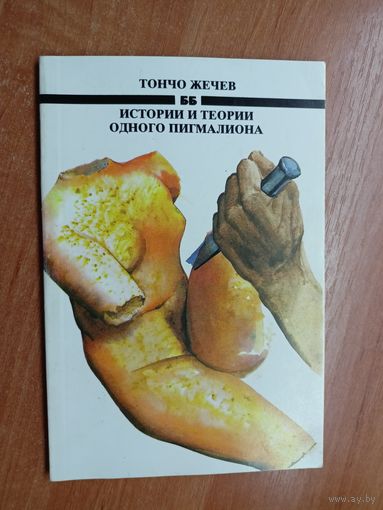 ТОНЧО ЖЕЧЕВ
ББ
ИСТОРИИ И ТЕОРИИ
ОДНОГО ПИГМАЛИОНА
www.ay.by